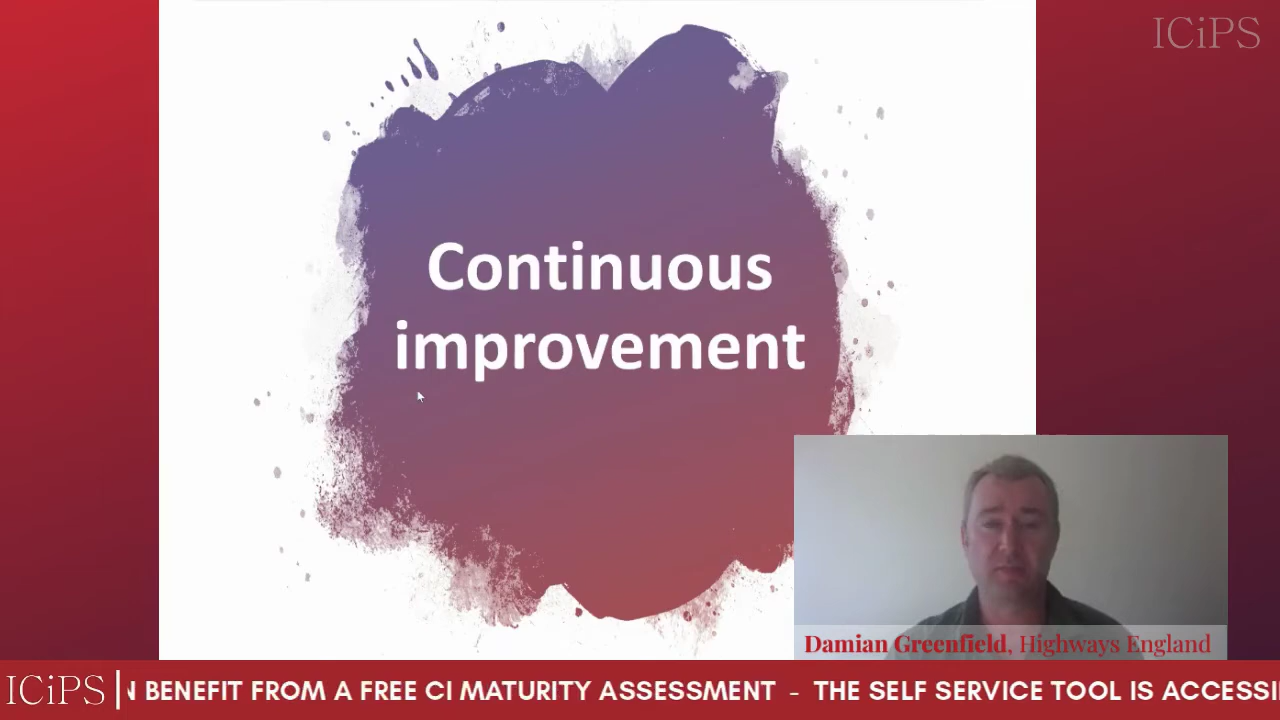 ICiPS
Continuous
improvement
Damian Greenfield, Highways England
ICiPS
BENEFIT FROM A FREE CI MATURITY ASSESSMENT - THE SELF SERVICE TOOL IS